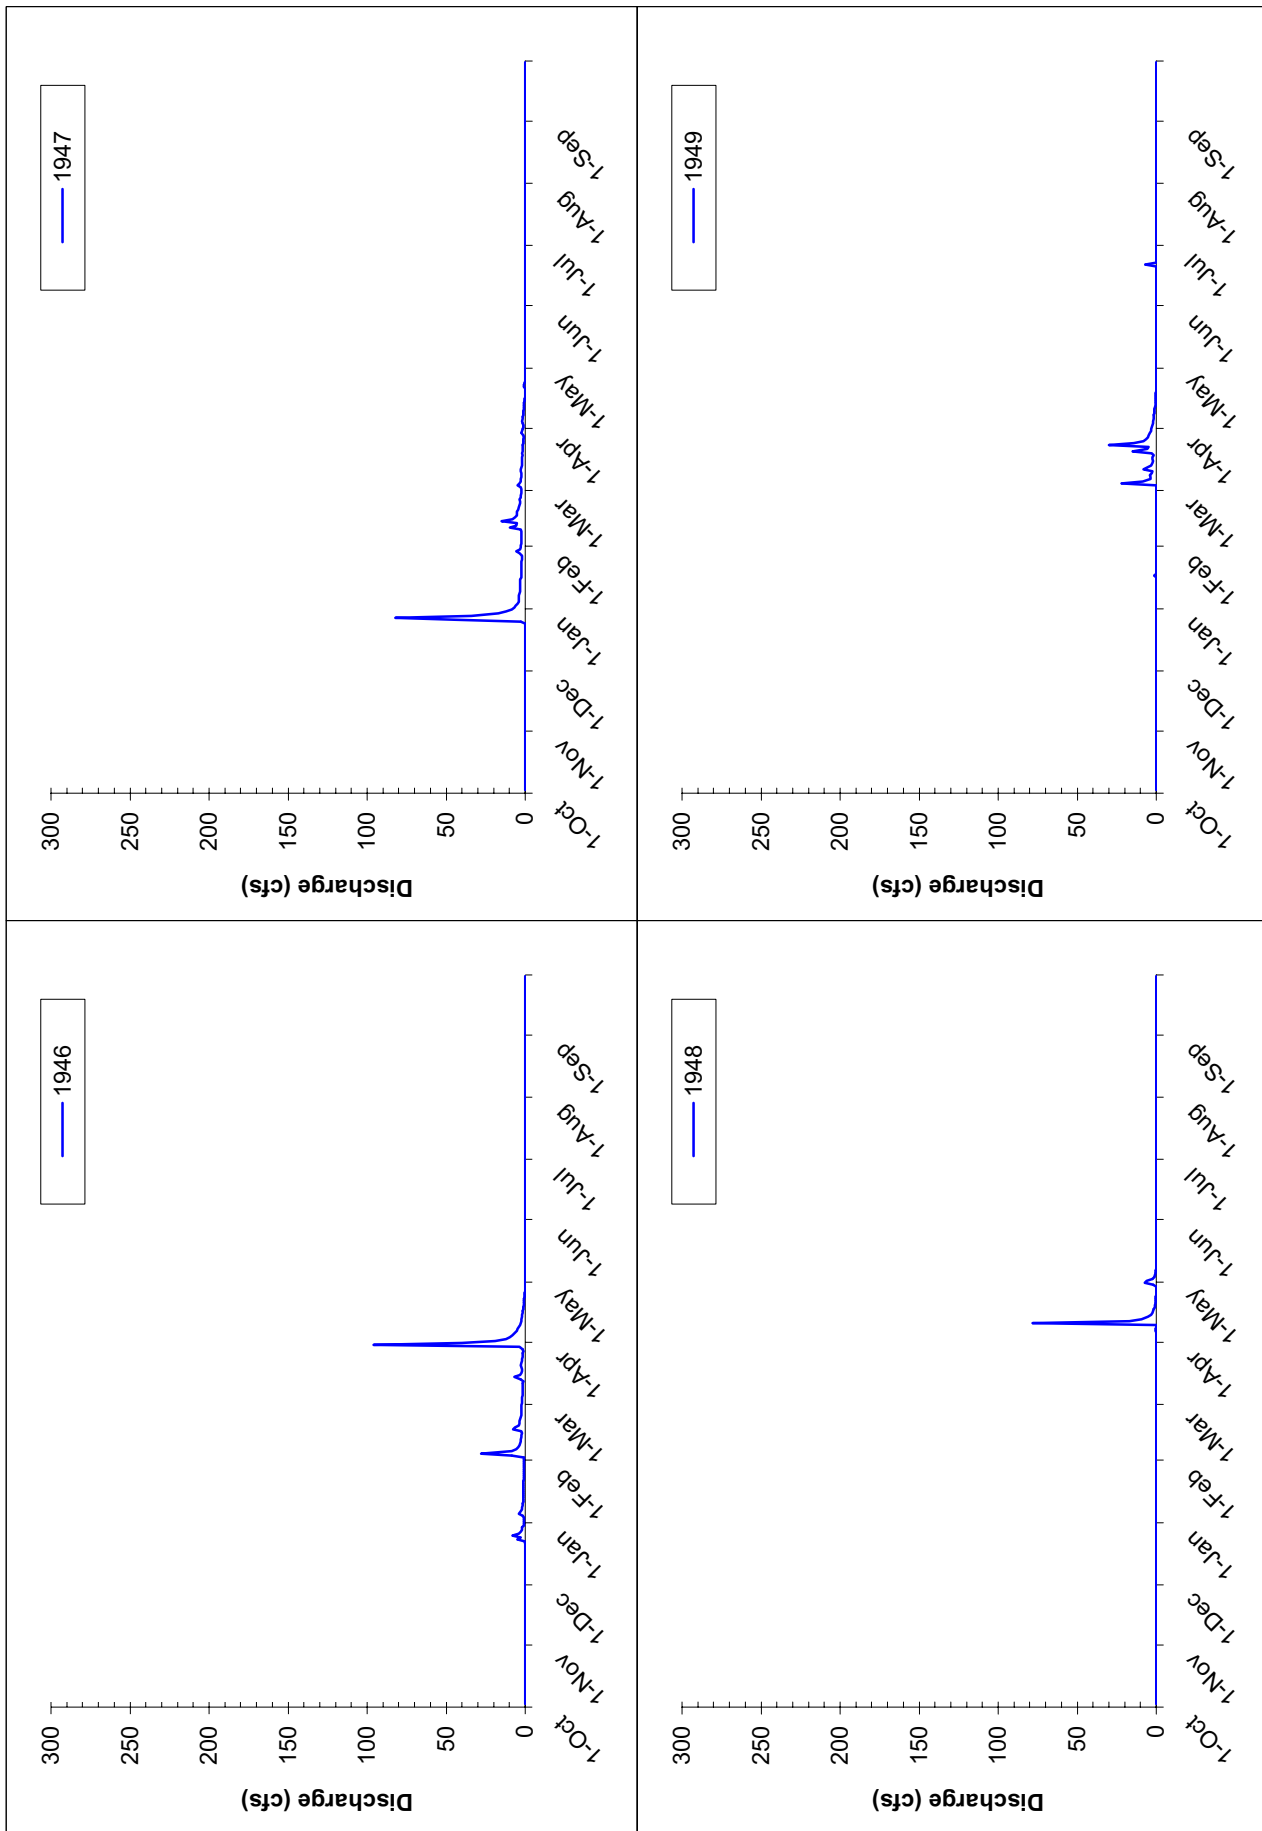 1946
300
250
200
150
100
50
0
Discharge (cfs)
1-Oct
1-Nov
1-Dec
1-Jan
1-Feb
1-Mar
1-Apr
1-May
1-Jun
1-Jul
1-Aug
1-Sep
1947
300
250
200
150
100
50
0
Discharge (cfs)
1-Oct
1-Nov
1-Dec
1-Jan
1-Feb
1-Mar
1-Apr
1-May
1-Jun
1-Jul
1-Aug
1-Sep
1948
300
250
200
150
100
50
0
Discharge (cfs)
1-Oct
1-Nov
1-Dec
1-Jan
1-Feb
1-Mar
1-Apr
1-May
1-Jun
1-Jul
1-Aug
1-Sep
1949
300
250
200
150
100
50
0
Discharge (cfs)
1-Oct
1-Nov
1-Dec
1-Jan
1-Feb
1-Mar
1-Apr
1-May
1-Jun
1-Jul
1-Aug
1-Sep